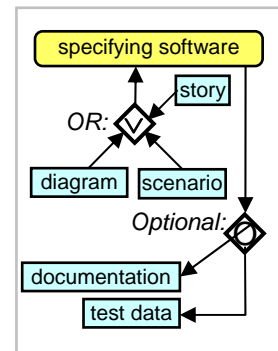 specifying software
story
OR:
diagram
scenario
Optional:
documentation
test data